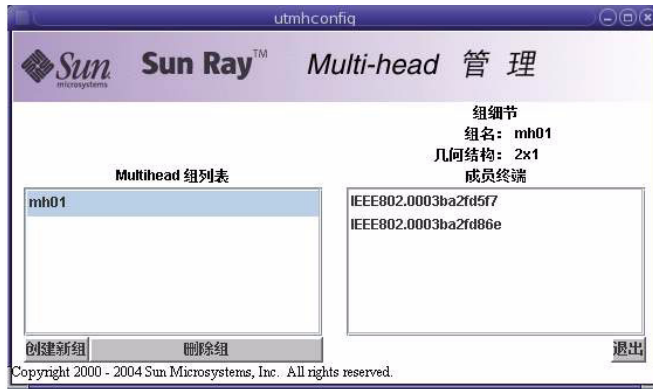 utmhconfig
Sun microsystems
Sun Ray™ Multi-head 管 理
组细节
组名： mh01
几何结构： 2x1
Multihead 组列表
成员终端
mh01
IEEE802.0003ba2fd5f7
IEEE802.0003ba2fd86e
创建新组
删除组
退出
Copyright 2000 - 2004 Sun Microsystems, Inc. All rights reserved.